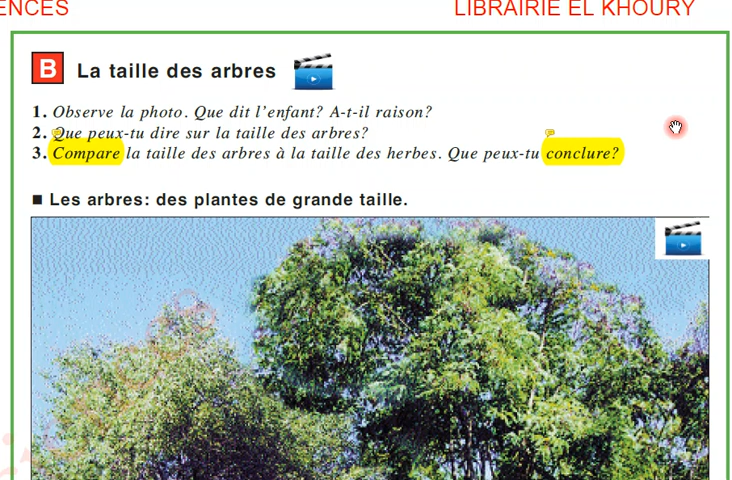 ENCES
LIBRAIRIE EL KHOURY
B La taille des arbres
1. Observe la photo. Que dit l'enfant? A-t-il raison?
2. Que peux-tu dire sur la taille des arbres?
3. Compare la taille des arbres à la taille des herbes. Que peux-tu conclure?
■ Les arbres: des plantes de grande taille.